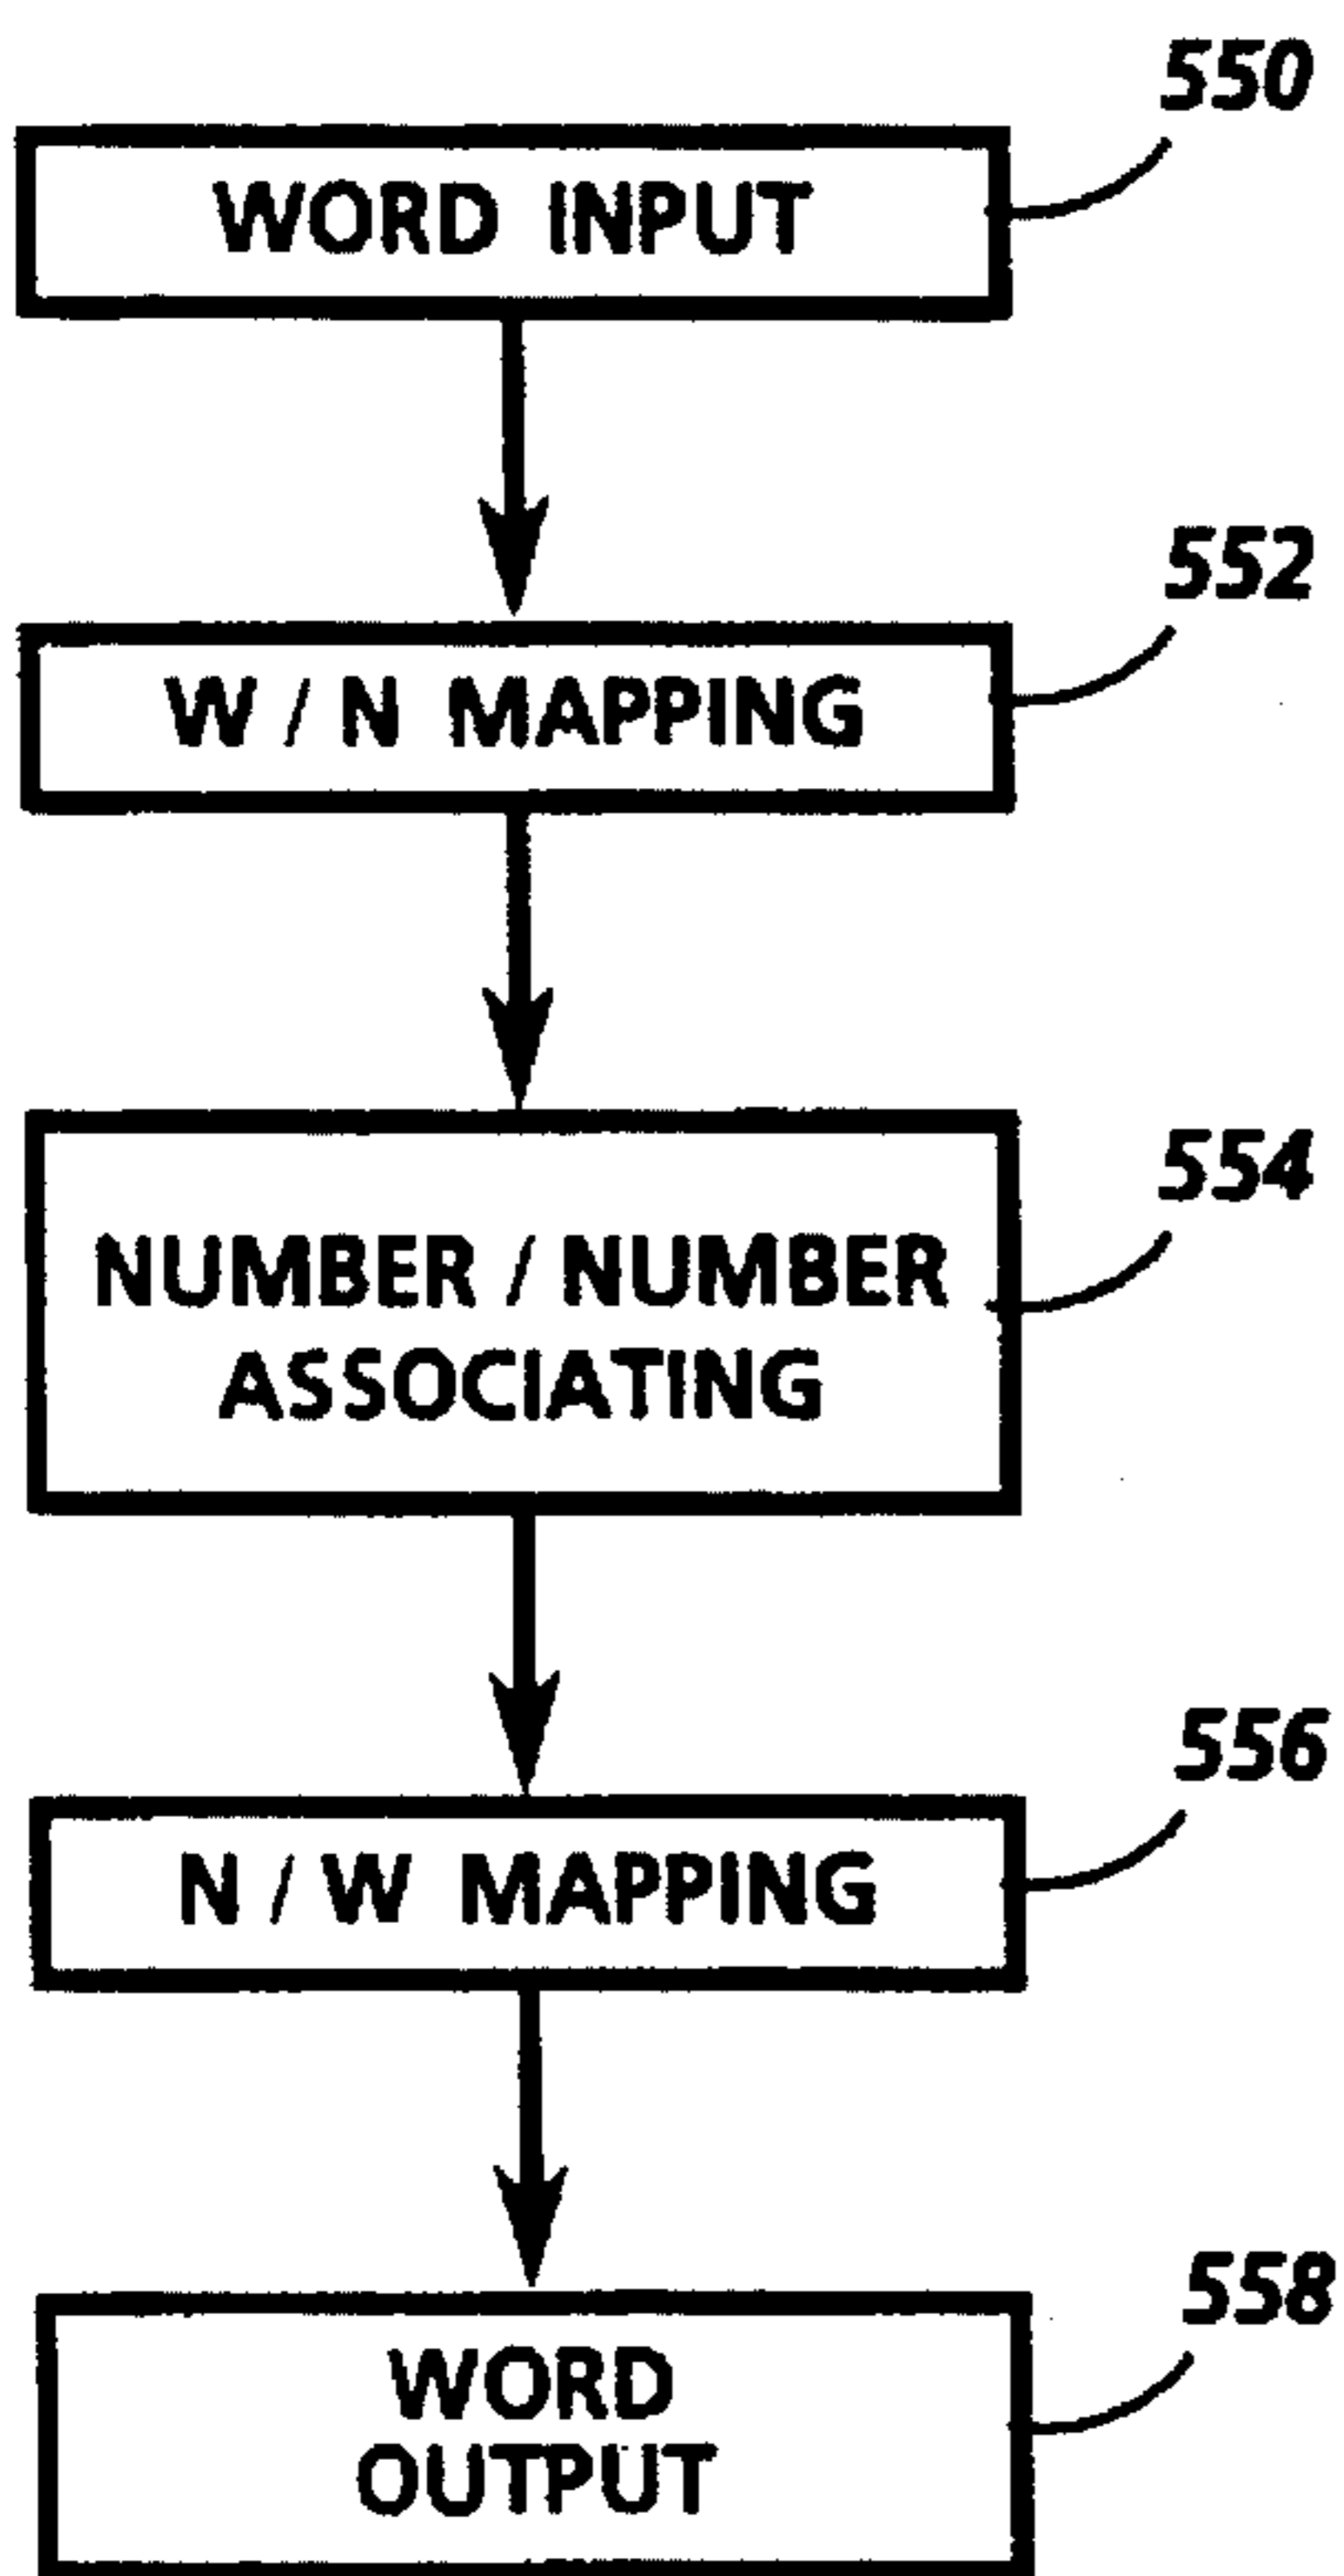 550
WORD INPUT
552
W / N MAPPING
554
NUMBER / NUMBER
ASSOCIATING
556
N / W MAPPING
558
WORD
OUTPUT